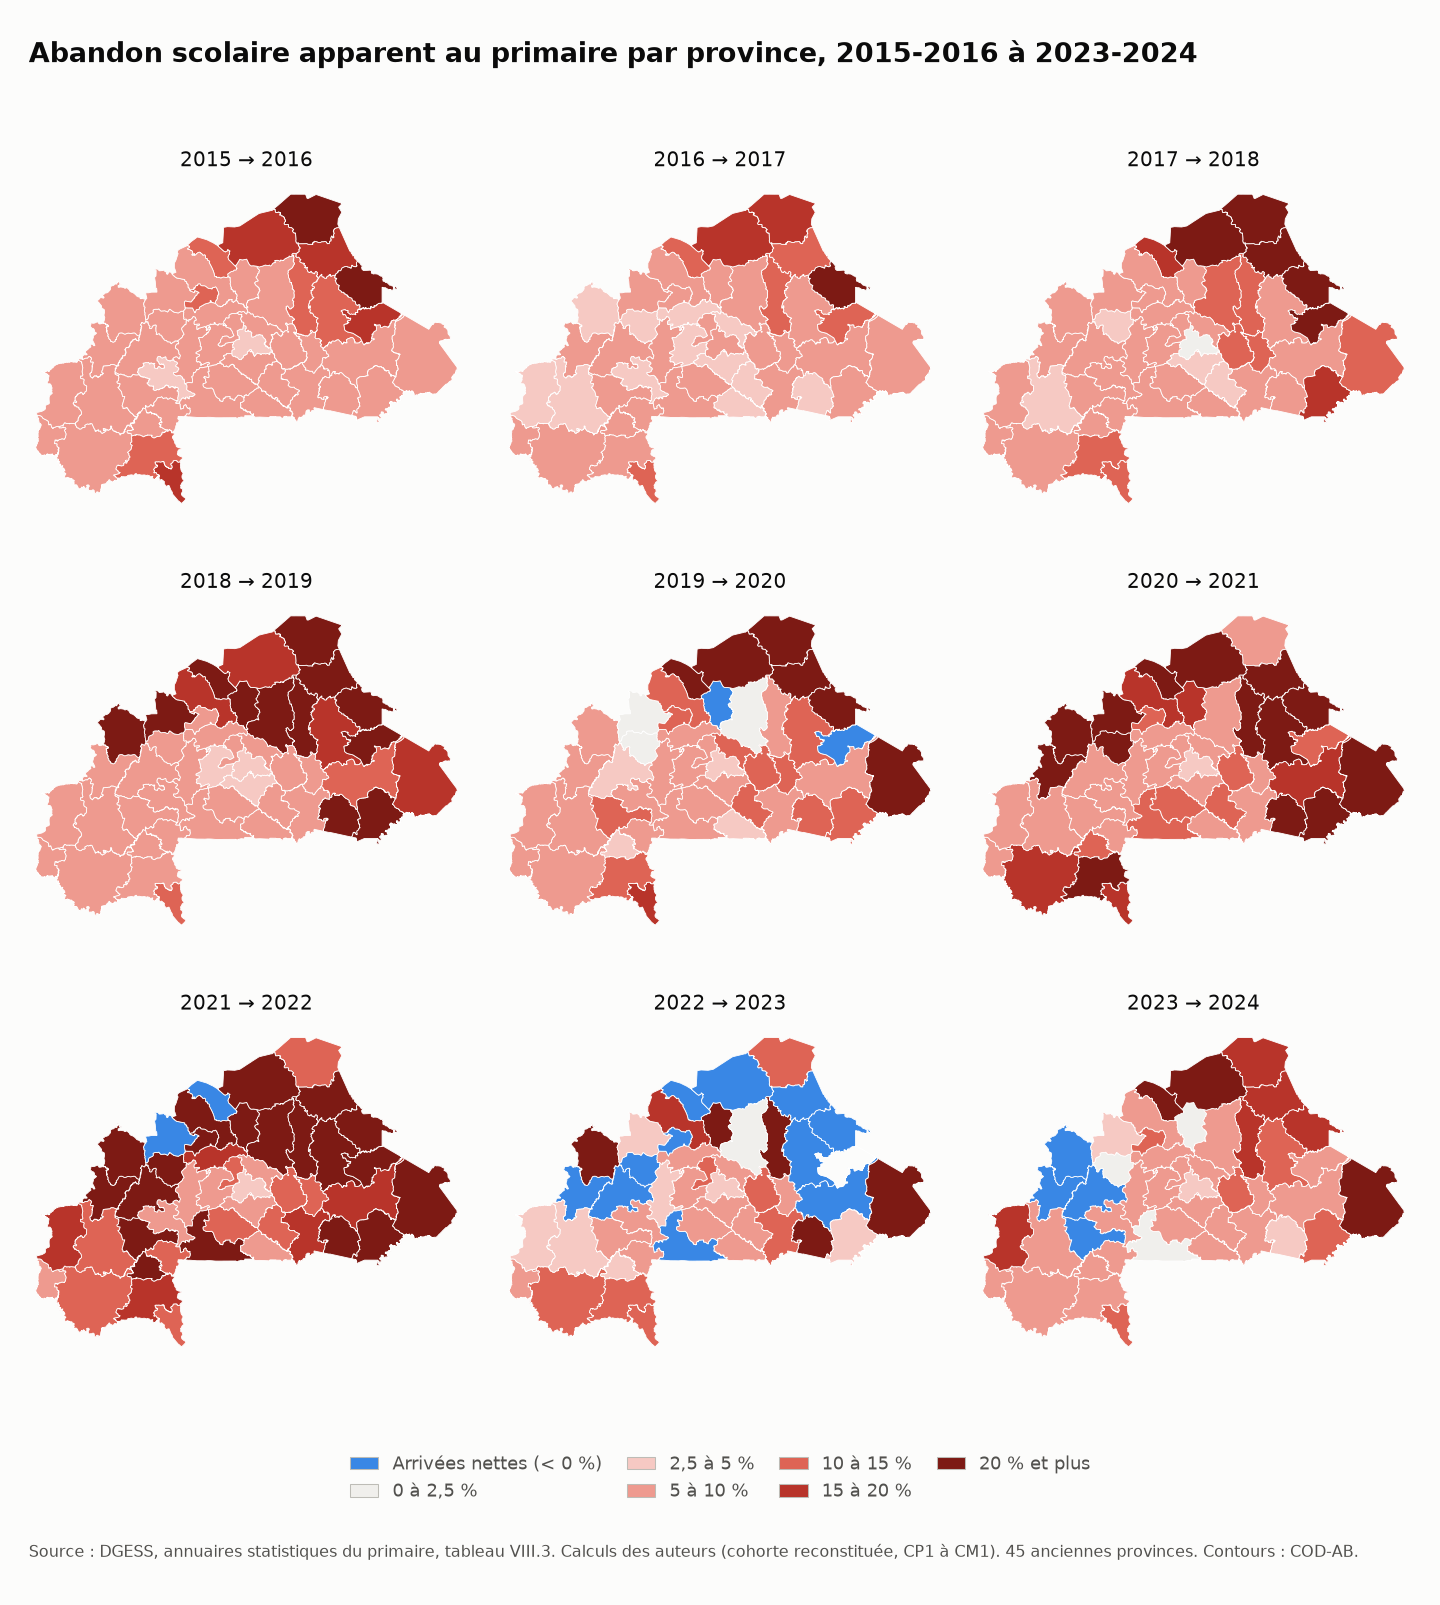 Abandon scolaire apparent au primaire par province, 2015-2016 à 2023-2024
2015 → 2016
2016 → 2017
2017 → 2018
2018 → 2019
2019 → 2020
2020 → 2021
2021 → 2022
2022 → 2023
2023 → 2024
Arrivées nettes (< 0 %)
2,5 à 5 %
10 à 15 %
20 % et plus
0 à 2,5 %
5 à 10 %
15 à 20 %
Source : DGESS, annuaires statistiques du primaire, tableau VIII.3. Calculs des auteurs (cohorte reconstituée, CP1 à CM1). 45 anciennes provinces. Contours : COD-AB.